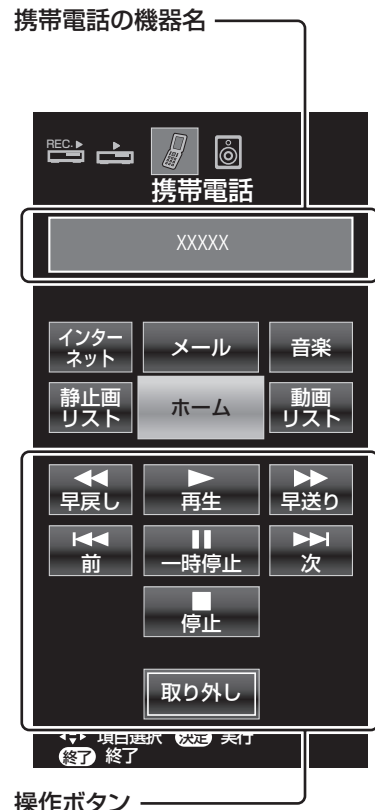 携帯電話の機器名
REC.
携帯電話
XXXXX
インター
ネット
メール
音楽
静止画
リスト
ホーム
動画
リスト
早戻し
再生
早送り
前
一時停止
次
停止
取り外し
項目選択 決定 実行
終了 終了
操作ボタン